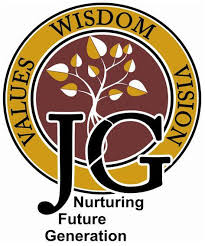 VALUES WISDOM VISION
JG
Nurturing
Future
Generation